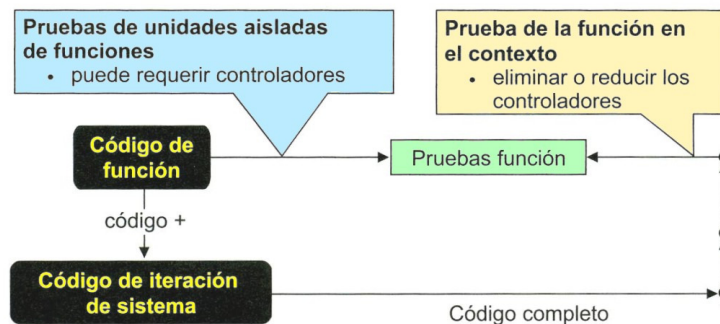 Pruebas de unidades aisladas
de funciones
• puede requerir controladores
Prueba de la función en
el contexto
• eliminar o reducir los
controladores
Código de
función
Pruebas función
código +
Código de iteración
de sistema
Código completo